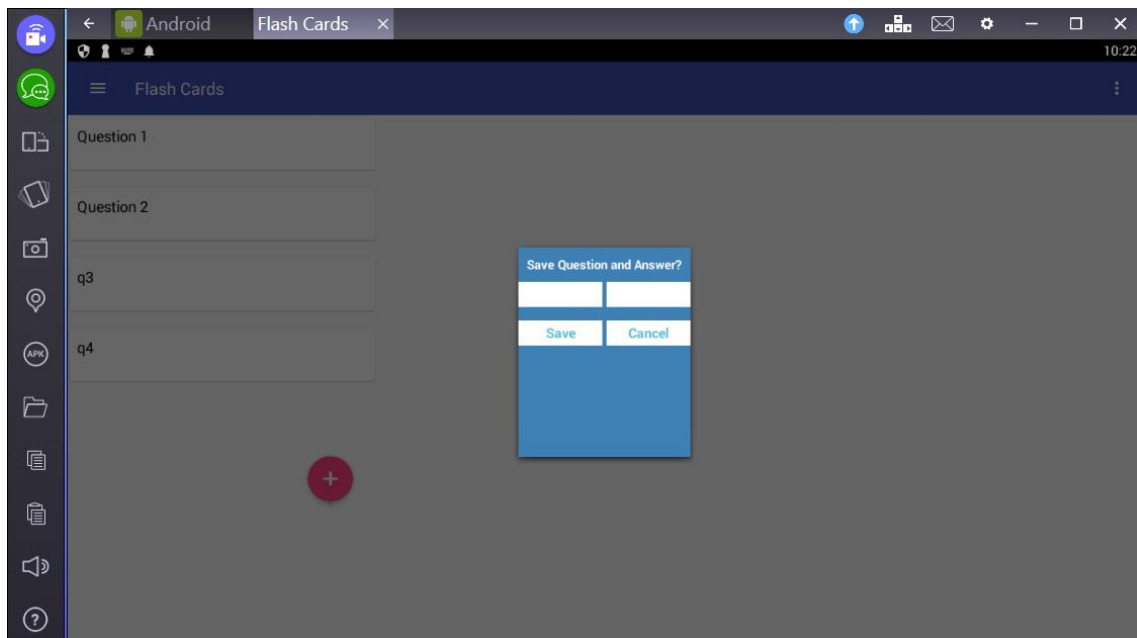 Android
Flash Cards
10:22
Flash Cards
Question 1
Question 2
q3
q4
Save Question and Answer?
Save
Cancel
APK